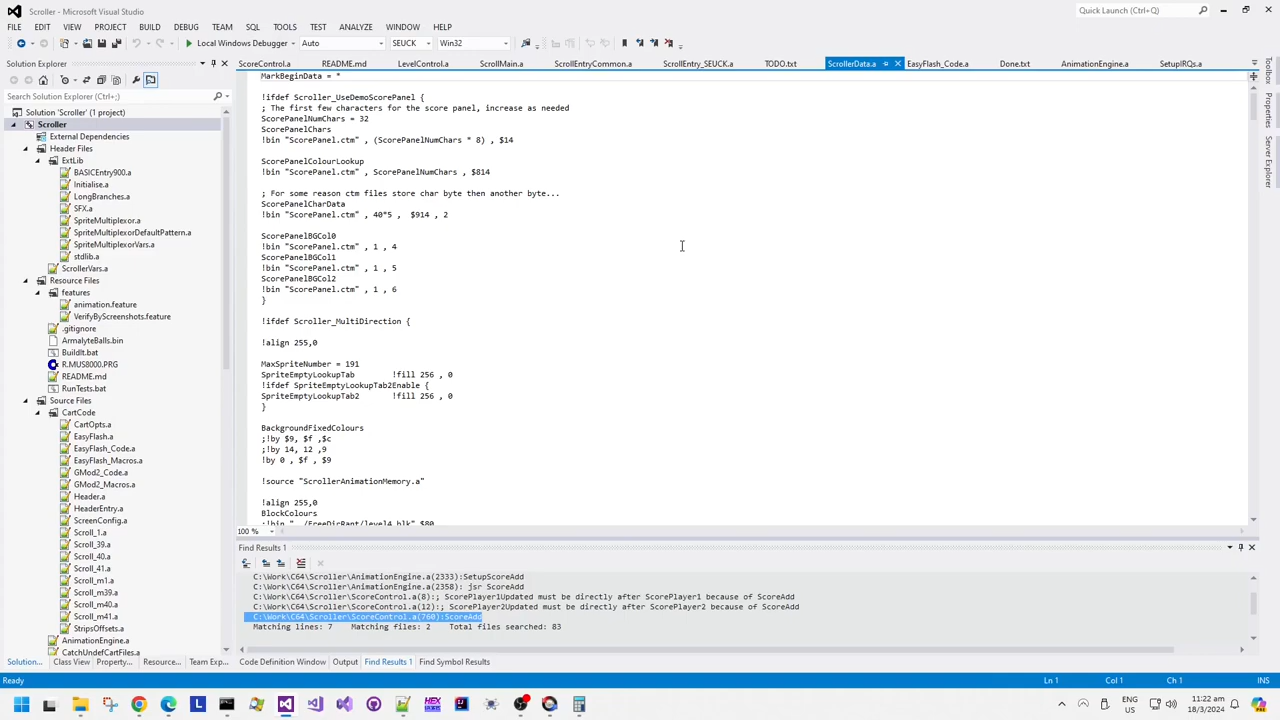 Scroller - Microsoft Visual Studio
Quick Launch (Ctrl+Q)
FILE EDIT VIEW PROJECT BUILD DEBUG TEAM SQL TOOLS TEST ANALYZE WINDOW HELP
Local Windows Debugger Auto SEUCK Win32
Solution Explorer
ScoreControl.a README.md LevelControl.a ScrollMain.a ScrollEntryCommon.a ScrollEntry_SEUCK.a TODO.txt ScrollerData.a EasyFlash_Code.a Done.txt AnimationEngine.a SetupIRQs.a
Search Solution Explorer (Ctrl+;)
Solution 'Scroller' (1 project)
Scroller
External Dependencies
Header Files
ExtLib
BASICEntry900.a
Initialise.a
LongBranches.a
SFX.a
SpriteMultiplexor.a
SpriteMultiplexorDefaultPattern.a
SpriteMultiplexorVars.a
stdlib.a
ScrollerVars.a
Resource Files
features
animation.feature
VerifyByScreenshots.feature
.gitignore
ArmalyteBalls.bin
BuildIt.bat
R.MUS8000.PRG
README.md
RunTests.bat
Source Files
CartCode
CartOpts.a
EasyFlash.a
EasyFlash_Code.a
EasyFlash_Macros.a
GMod2_Code.a
GMod2_Macros.a
Header.a
HeaderEntry.a
ScreenConfig.a
Scroll_1.a
Scroll_39.a
Scroll_40.a
Scroll_41.a
Scroll_m1.a
Scroll_m39.a
Scroll_m40.a
Scroll_m41.a
StripsOffsets.a
AnimationEngine.a
CatchUndefCartFiles.a
Solution... Class View Property... Resource... Team Exp...
MarkBeginData = *
!ifdef Scroller_UseDemoScorePanel {
; The first few characters for the score panel, increase as needed
ScorePanelNumChars = 32
ScorePanelChars
!bin "ScorePanel.ctm" , (ScorePanelNumChars * 8) , $14
ScorePanelColourLookup
!bin "ScorePanel.ctm" , ScorePanelNumChars , $814
; For some reason ctm files store char byte then another byte...
ScorePanelCharData
!bin "ScorePanel.ctm" , 40*5 , $914 , 2
ScorePanelBGCol0
!bin "ScorePanel.ctm" , 1 , 4
ScorePanelBGCol1
!bin "ScorePanel.ctm" , 1 , 5
ScorePanelBGCol2
!bin "ScorePanel.ctm" , 1 , 6
}
!ifdef Scroller_MultiDirection {
!align 255,0
MaxSpriteNumber = 191
SpriteEmptyLookupTab !fill 256 , 0
!ifdef SpriteEmptyLookupTab2Enable {
SpriteEmptyLookupTab2 !fill 256 , 0
}
BackgroundFixedColours
;!by $9, $f ,$c
;!by 14, 12 ,9
!by 0 , $f , $9
!source "ScrollerAnimationMemory.a"
!align 255,0
BlockColours
;!bin "../FreeDirRant/level4.blk",$80
100 %
Find Results 1
C:\Work\C64\Scroller\AnimationEngine.a(2333):SetupScoreAdd
C:\Work\C64\Scroller\AnimationEngine.a(2358): jsr ScoreAdd
C:\Work\C64\Scroller\ScoreControl.a(8):; ScorePlayer1Updated must be directly after ScorePlayer1 because of ScoreAdd
C:\Work\C64\Scroller\ScoreControl.a(12):; ScorePlayer2Updated must be directly after ScorePlayer2 because of ScoreAdd
C:\Work\C64\Scroller\ScoreControl.a(760):ScoreAdd
Matching lines: 7 Matching files: 2 Total files searched: 83
Code Definition Window Output Find Results 1 Find Symbol Results
Toolbox
Properties
Server Explorer
Ready
Ln 1 Col 1 Ch 1 INS
ENG
US
11:22 am
18/3/2024